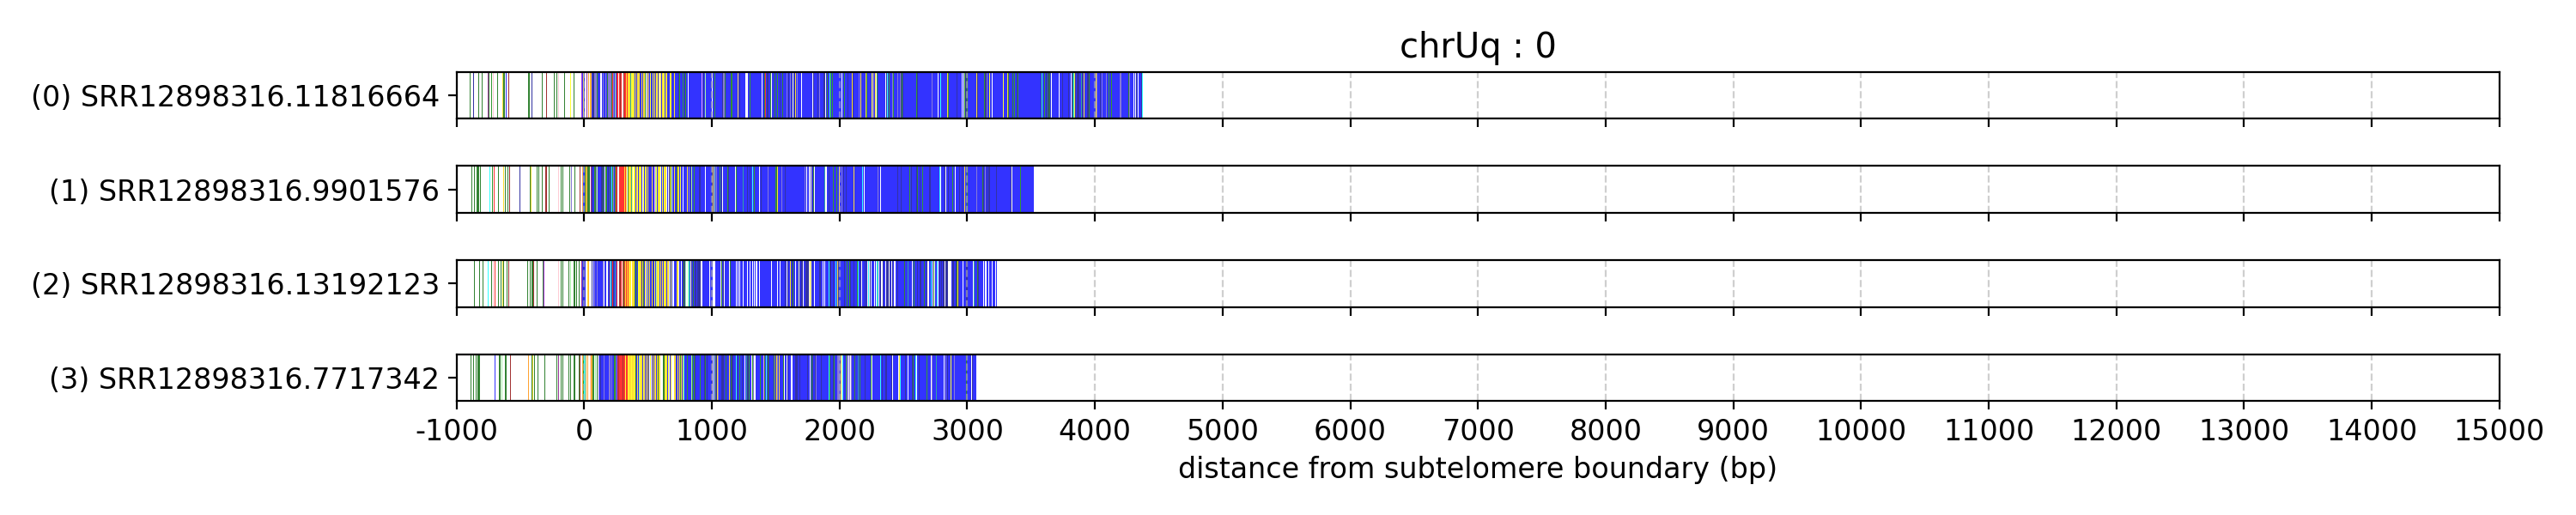 chrUq : 0
(0) SRR12898316.11816664
(1) SRR12898316.9901576
(2) SRR12898316.13192123
(3) SRR12898316.7717342
-1000 0 1000 2000 3000 4000 5000 6000 7000 8000 9000 10000 11000 12000 13000 14000 15000
distance from subtelomere boundary (bp)